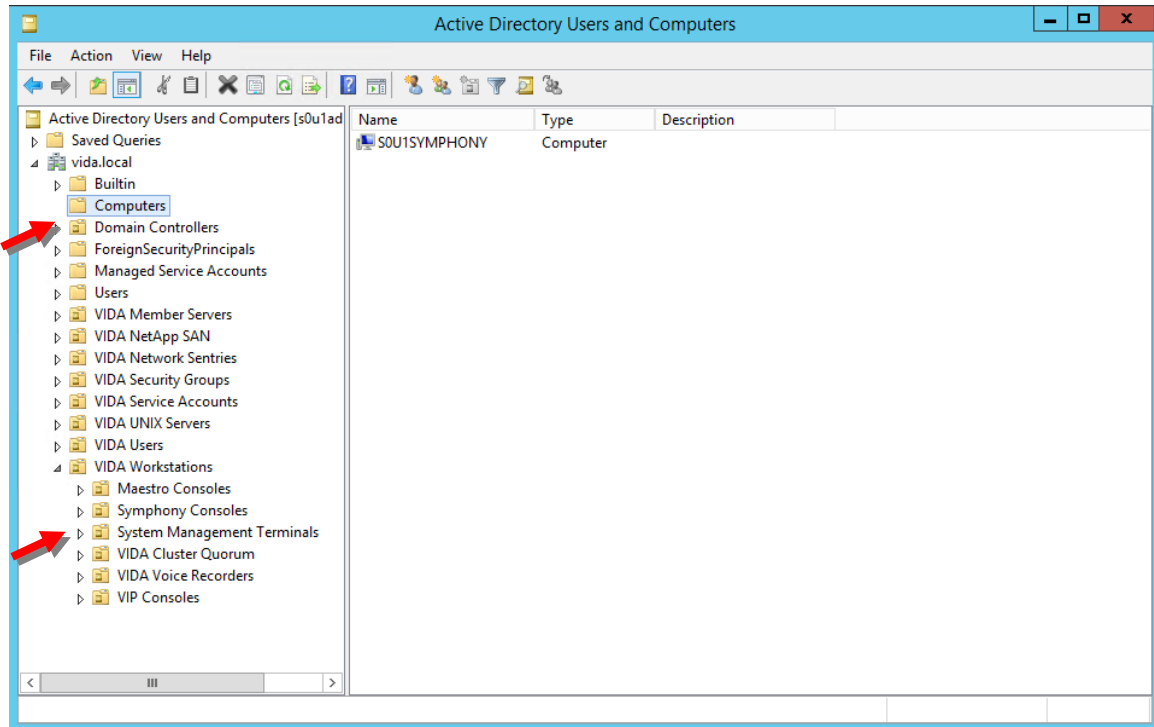 Active Directory Users and Computers
File Action View Help
Active Directory Users and Computers [s0u1ad
Saved Queries
vida.local
Builtin
Computers
Domain Controllers
ForeignSecurityPrincipals
Managed Service Accounts
Users
VIDA Member Servers
VIDA NetApp SAN
VIDA Network Sentries
VIDA Security Groups
VIDA Service Accounts
VIDA UNIX Servers
VIDA Users
VIDA Workstations
Maestro Consoles
Symphony Consoles
System Management Terminals
VIDA Cluster Quorum
VIDA Voice Recorders
VIP Consoles
Name Type Description
S0U1SYMPHONY Computer